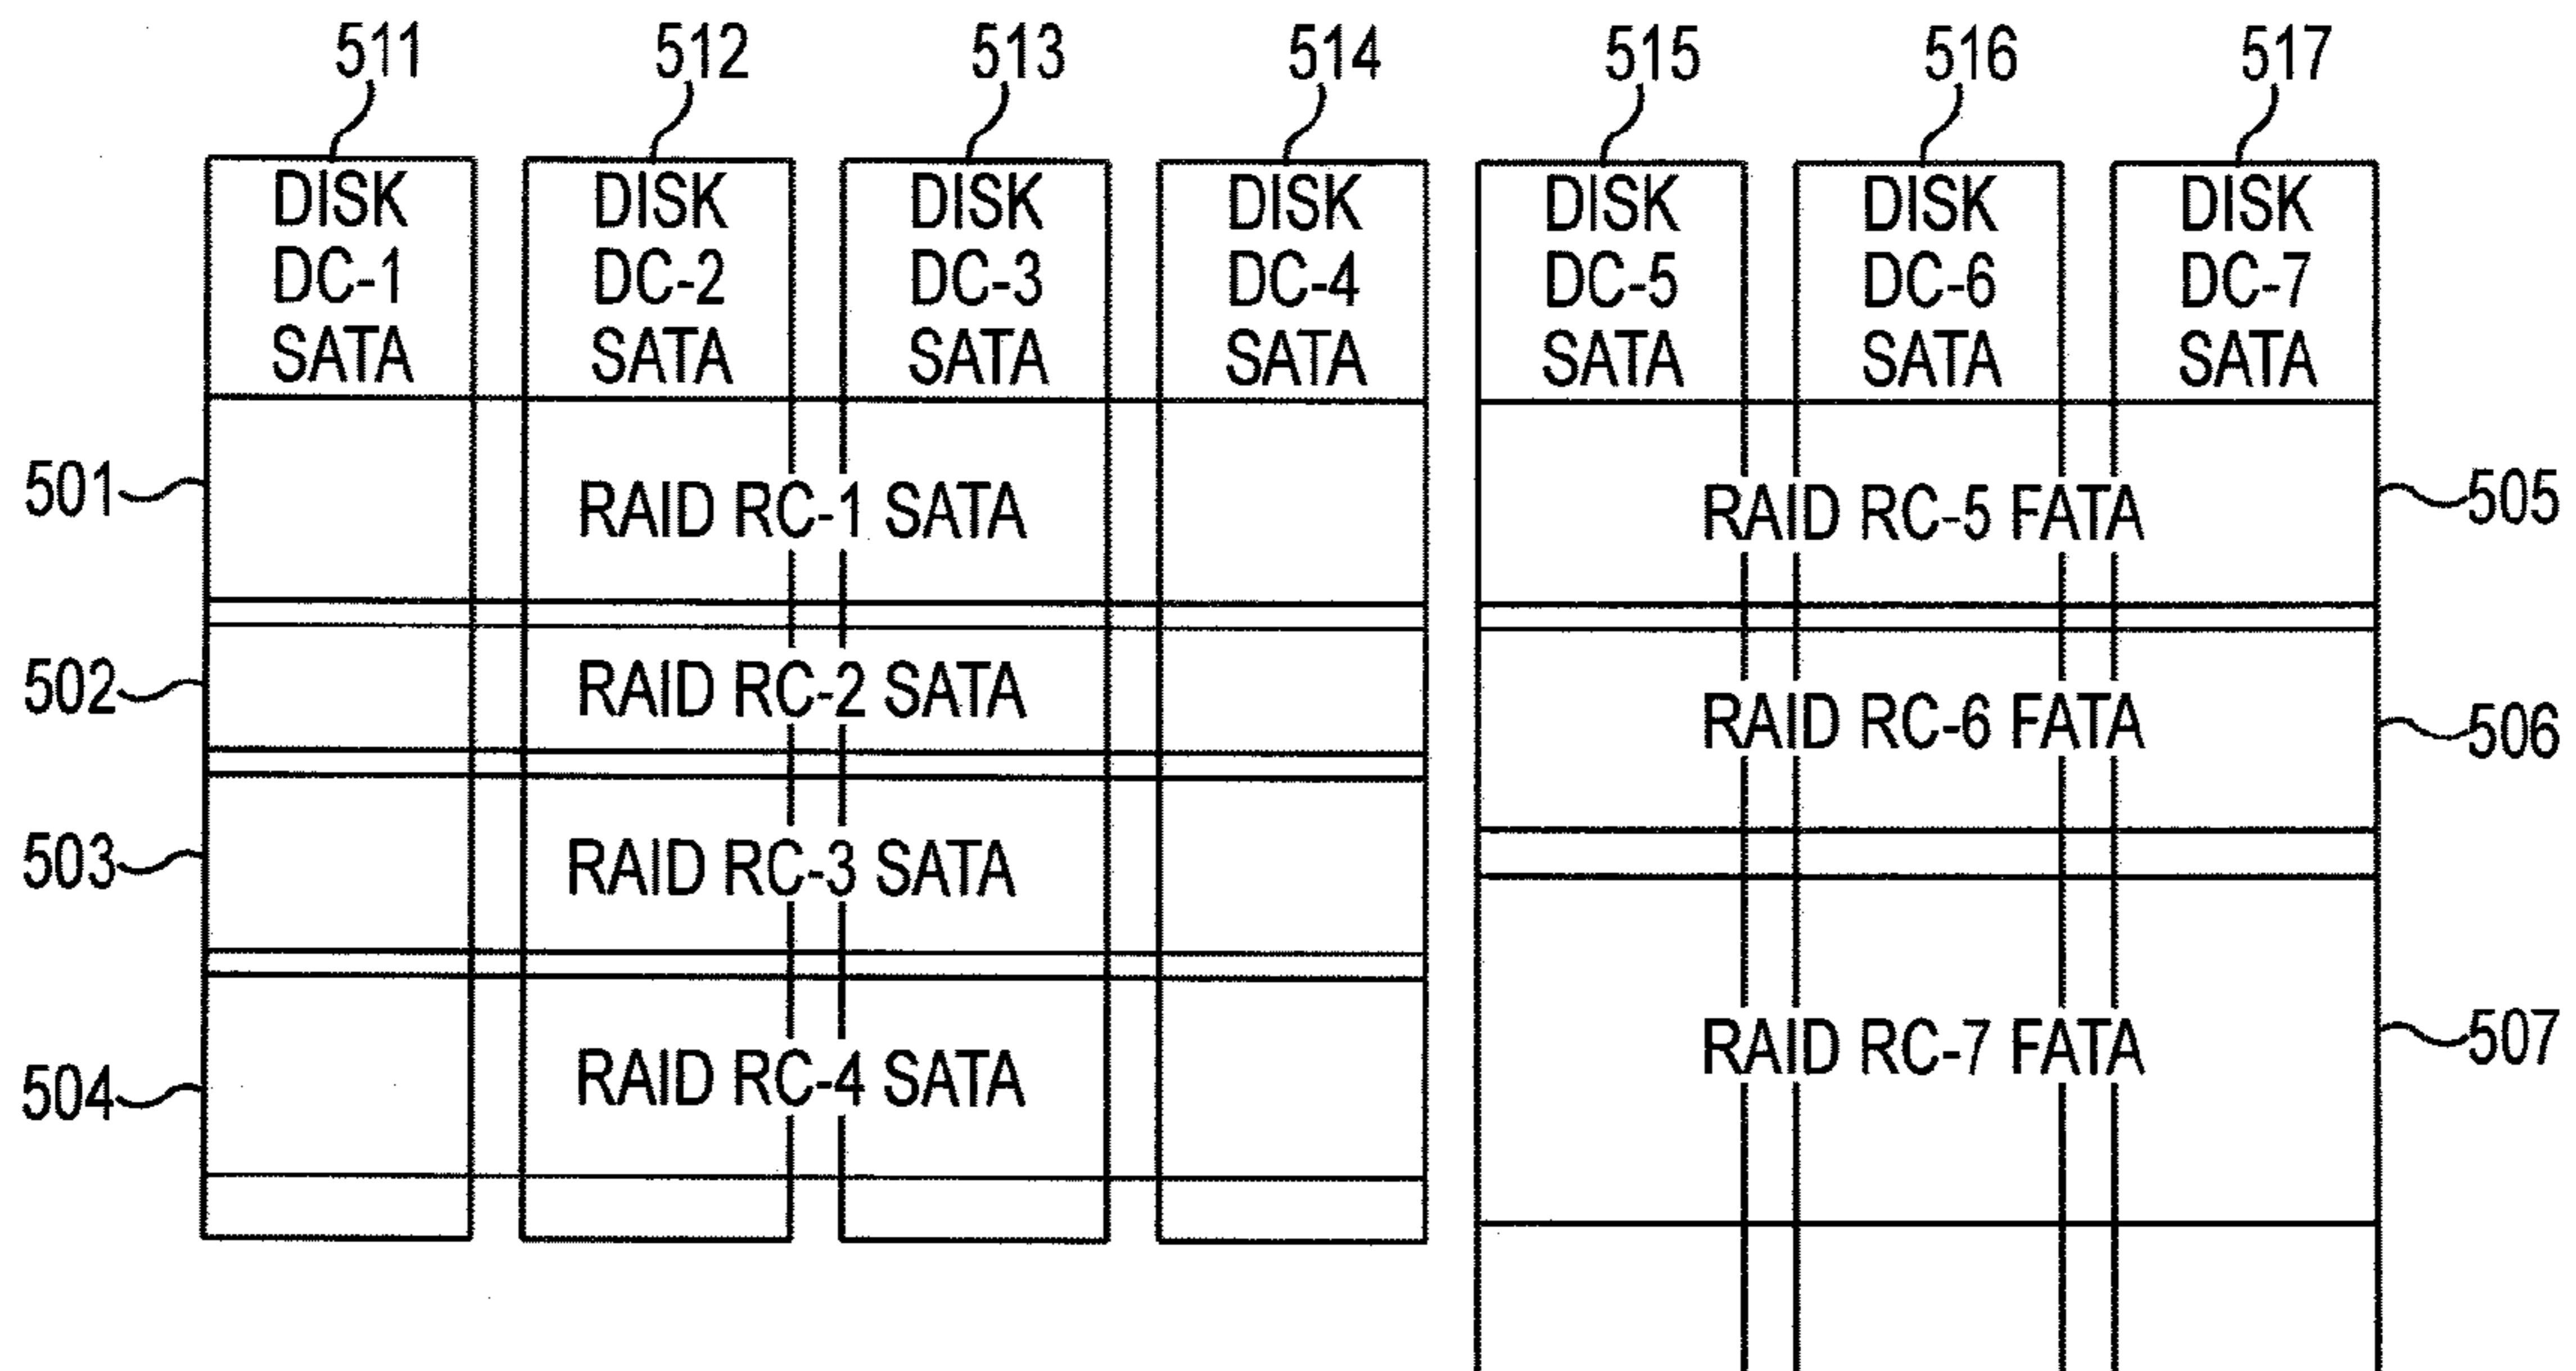 511 512 513 514 515 516 517
DISK DISK DISK DISK DISK DISK DISK
DC-1 DC-2 DC-3 DC-4 DC-5 DC-6 DC-7
SATA SATA SATA SATA SATA SATA SATA
501 RAID RC-1 SATA RAID RC-5 FATA 505
502 RAID RC-2 SATA RAID RC-6 FATA 506
503 RAID RC-3 SATA
504 RAID RC-4 SATA RAID RC-7 FATA 507